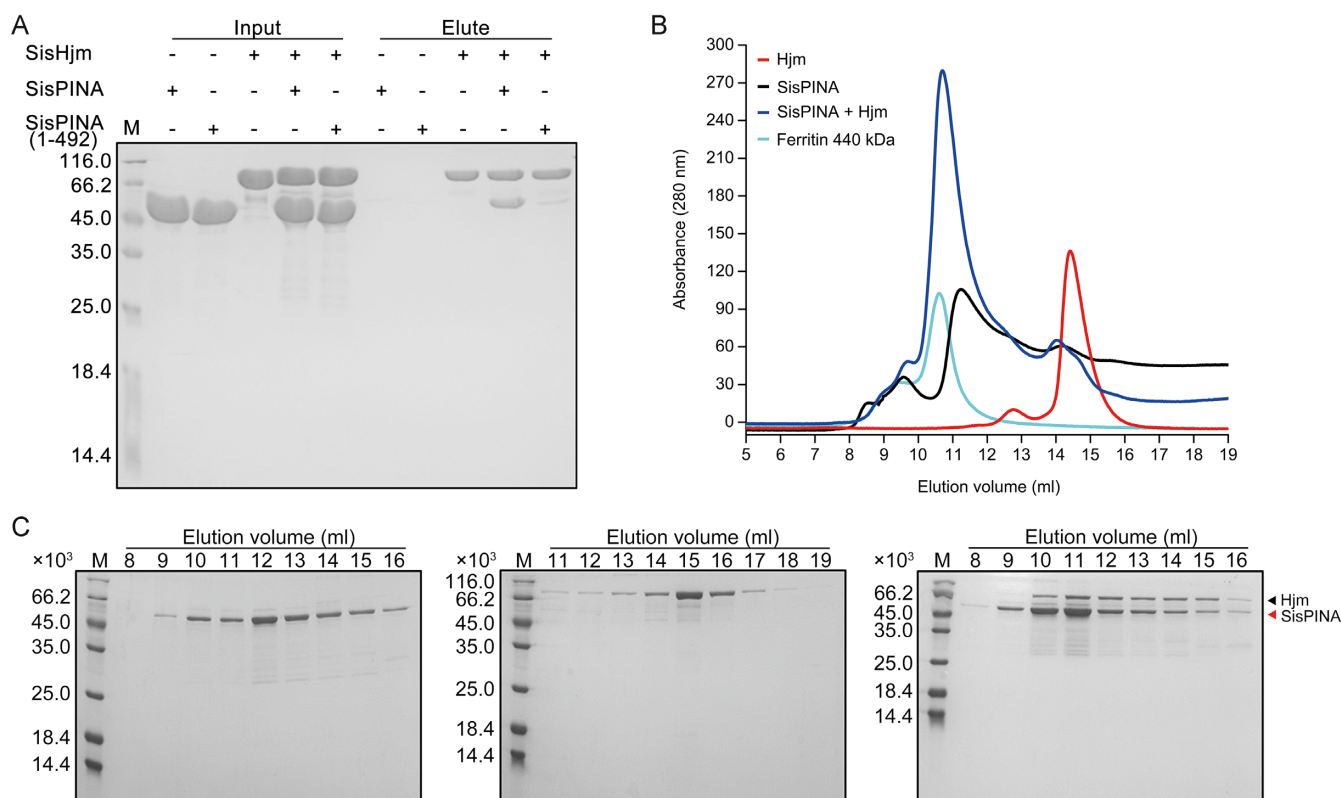 A
Input Elute
SisHjm - - + + + - - + + +
SisPINA + - - + - + - - + -
SisPINA
(1-492) M - + - - + - + - - +
116.0
66.2
45.0
35.0
25.0
18.4
14.4
B
300
270
240
210
180
150
120
90
60
30
0
Absorbance (280 nm)
Hjm
SisPINA
SisPINA + Hjm
Ferritin 440 kDa
5 6 7 8 9 10 11 12 13 14 15 16 17 18 19
Elution volume (ml)
C
Elution volume (ml)
×10³ M 8 9 10 11 12 13 14 15 16
66.2
45.0
35.0
25.0
18.4
14.4
Elution volume (ml)
×10³ M 11 12 13 14 15 16 17 18 19
116.0
66.2
45.0
35.0
25.0
18.4
14.4
Elution volume (ml)
×10³ M 8 9 10 11 12 13 14 15 16
66.2
45.0
35.0
25.0
18.4
14.4
Hjm
SisPINA